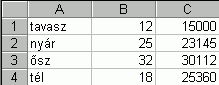 A B C
1 tavasz 12 15000
2 nyár 25 23145
3 ősz 32 30112
4 tél 18 25360